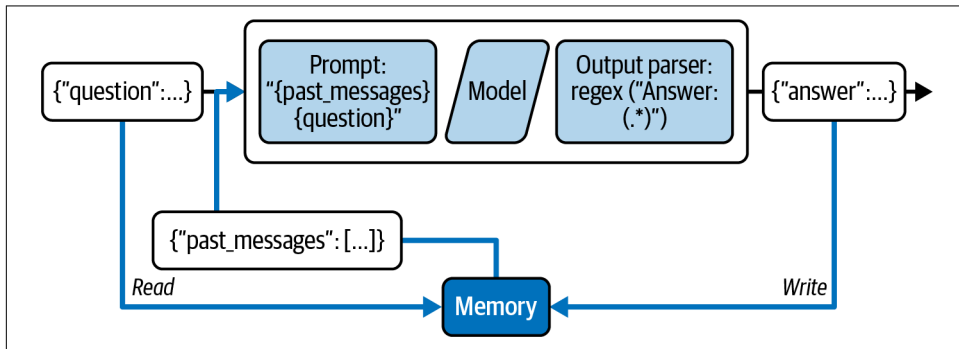 {"question":...}
Prompt:
"{past_messages}
{question}"
Model
Output parser:
regex ("Answer:
(.*)")
{"answer":...}
{"past_messages": [...]}
Read
Memory
Write